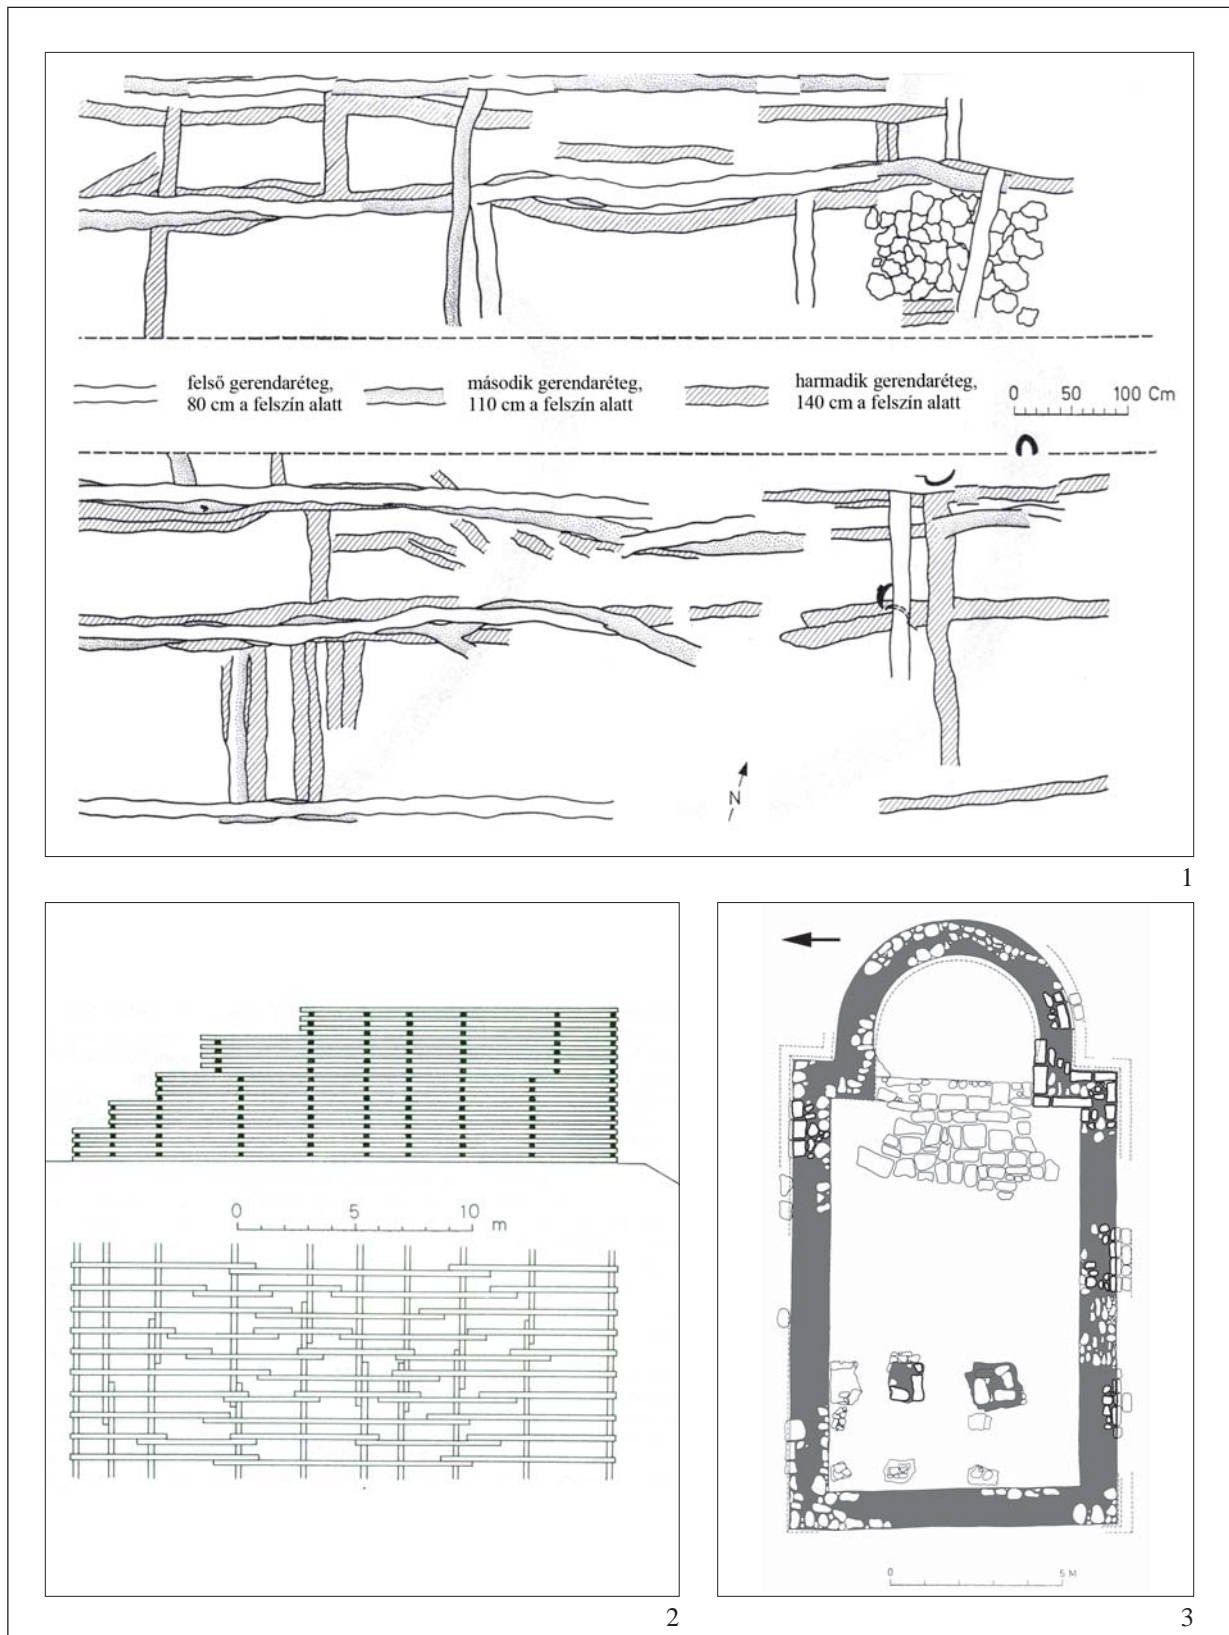 felső gerendaréteg,
80 cm a felszín alatt
második gerendaréteg,
110 cm a felszín alatt
harmadik gerendaréteg,
140 cm a felszín alatt
0 50 100 Cm
N
1
0 5 10 m
2
0 5 M
3